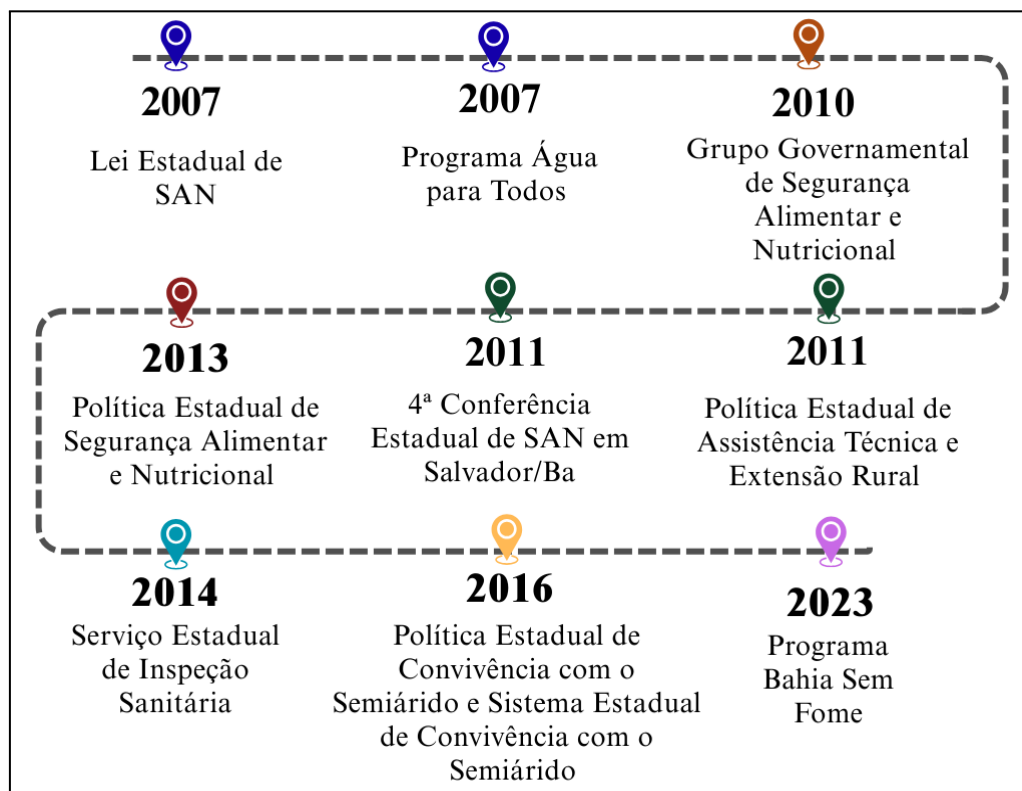 2007
Lei Estadual de
SAN
2007
Programa Água
para Todos
2010
Grupo Governamental
de Segurança
Alimentar e
Nutricional
2013
Política Estadual de
Segurança Alimentar
e Nutricional
2011
4ª Conferência
Estadual de SAN em
Salvador/Ba
2011
Política Estadual de
Assistência Técnica e
Extensão Rural
2014
Serviço Estadual
de Inspeção
Sanitária
2016
Política Estadual de
Convivência com o
Semiárido e Sistema Estadual
de Convivência com o
Semiárido
2023
Programa
Bahia Sem
Fome